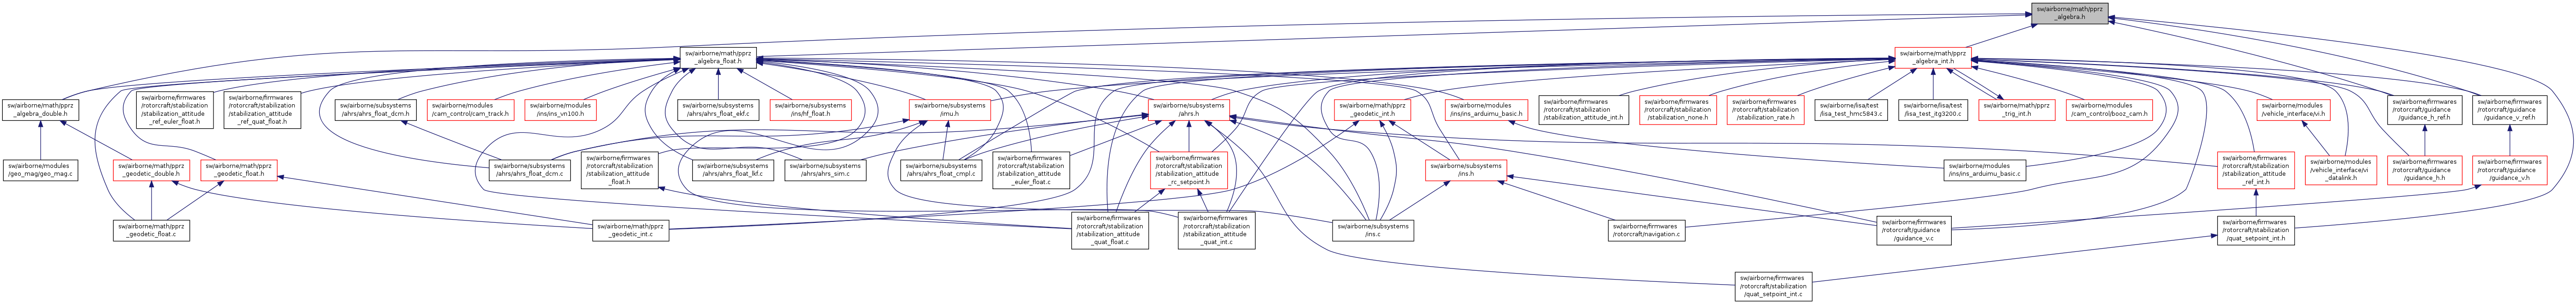 sw/airborne/math/pprz
_algebra.h
sw/airborne/math/pprz
_algebra_float.h
sw/airborne/math/pprz
_algebra_int.h
sw/airborne/math/pprz
_algebra_double.h
sw/airborne/firmwares
/rotorcraft/stabilization
/stabilization_attitude
_ref_euler_float.h
sw/airborne/firmwares
/rotorcraft/stabilization
/stabilization_attitude
_ref_quat_float.h
sw/airborne/subsystems
/ahrs/ahrs_float_dcm.h
sw/airborne/modules
/cam_control/cam_track.h
sw/airborne/modules
/ins/ins_vn100.h
sw/airborne/subsystems
/ahrs/ahrs_float_ekf.c
sw/airborne/subsystems
/ins/hf_float.h
sw/airborne/subsystems
/imu.h
sw/airborne/subsystems
/ahrs.h
sw/airborne/math/pprz
_geodetic_int.h
sw/airborne/modules
/ins/ins_arduimu_basic.h
sw/airborne/firmwares
/rotorcraft/stabilization
/stabilization_attitude_int.h
sw/airborne/firmwares
/rotorcraft/stabilization
/stabilization_none.h
sw/airborne/firmwares
/rotorcraft/stabilization
/stabilization_rate.h
sw/airborne/lisa/test
/lisa_test_hmc5843.c
sw/airborne/lisa/test
/lisa_test_itg3200.c
sw/airborne/math/pprz
_trig_int.h
sw/airborne/modules
/cam_control/booz_cam.h
sw/airborne/modules
/vehicle_interface/vi.h
sw/airborne/firmwares
/rotorcraft/guidance
/guidance_h_ref.h
sw/airborne/firmwares
/rotorcraft/guidance
/guidance_v_ref.h
sw/airborne/modules
/geo_mag/geo_mag.c
sw/airborne/math/pprz
_geodetic_double.h
sw/airborne/math/pprz
_geodetic_float.h
sw/airborne/subsystems
/ahrs/ahrs_float_dcm.c
sw/airborne/firmwares
/rotorcraft/stabilization
/stabilization_attitude
_float.h
sw/airborne/subsystems
/ahrs/ahrs_float_lkf.c
sw/airborne/subsystems
/ahrs/ahrs_sim.c
sw/airborne/subsystems
/ahrs/ahrs_float_cmpl.c
sw/airborne/firmwares
/rotorcraft/stabilization
/stabilization_attitude
_euler_float.c
sw/airborne/firmwares
/rotorcraft/stabilization
/stabilization_attitude
_rc_setpoint.h
sw/airborne/subsystems
/ins.h
sw/airborne/modules
/ins/ins_arduimu_basic.c
sw/airborne/firmwares
/rotorcraft/stabilization
/stabilization_attitude
_ref_int.h
sw/airborne/modules
/vehicle_interface/vi
_datalink.h
sw/airborne/firmwares
/rotorcraft/guidance
/guidance_h.h
sw/airborne/firmwares
/rotorcraft/guidance
/guidance_v.h
sw/airborne/math/pprz
_geodetic_float.c
sw/airborne/math/pprz
_geodetic_int.c
sw/airborne/firmwares
/rotorcraft/stabilization
/stabilization_attitude
_quat_float.c
sw/airborne/firmwares
/rotorcraft/stabilization
/stabilization_attitude
_quat_int.c
sw/airborne/subsystems
/ins.c
sw/airborne/firmwares
/rotorcraft/navigation.c
sw/airborne/firmwares
/rotorcraft/guidance
/guidance_v.c
sw/airborne/firmwares
/rotorcraft/stabilization
/quat_setpoint_int.h
sw/airborne/firmwares
/rotorcraft/stabilization
/quat_setpoint_int.c